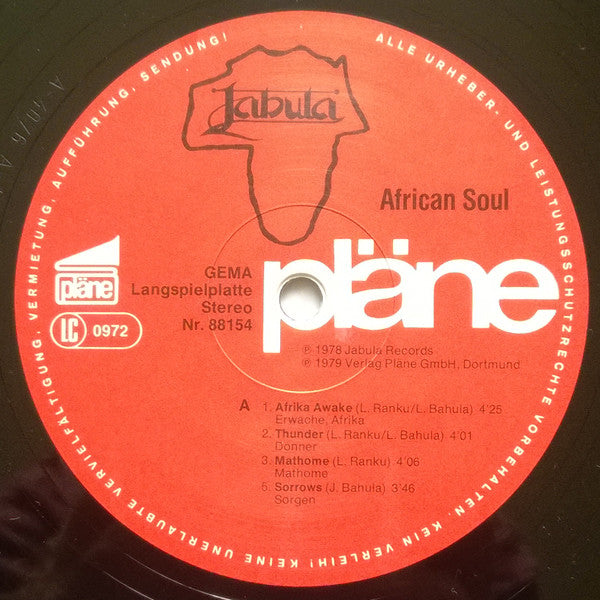 ALLE URHEBER- UND LEISTUNGSSCHUTZRECHTE VORBEHALTEN. KEIN VERLEIH! KEINE UNERLAUBTE VERVIELFÄLTIGUNG, VERMIETUNG, AUFFÜHRUNG, SENDUNG!
Jabula
African Soul
pläne
LC 0972
GEMA
Langspielplatte
Stereo
Nr. 88154
pläne
℗ 1978 Jabula Records
℗ 1979 Verlag Pläne GmbH, Dortmund
A 1. Afrika Awake (L. Ranku/L. Bahula) 4'25
Erwache, Afrika
2. Thunder (L. Ranku/L. Bahula) 4'01
Donner
3. Mathome (L. Ranku) 4'06
Mathome
5. Sorrows (J. Bahula) 3'46
Sorgen